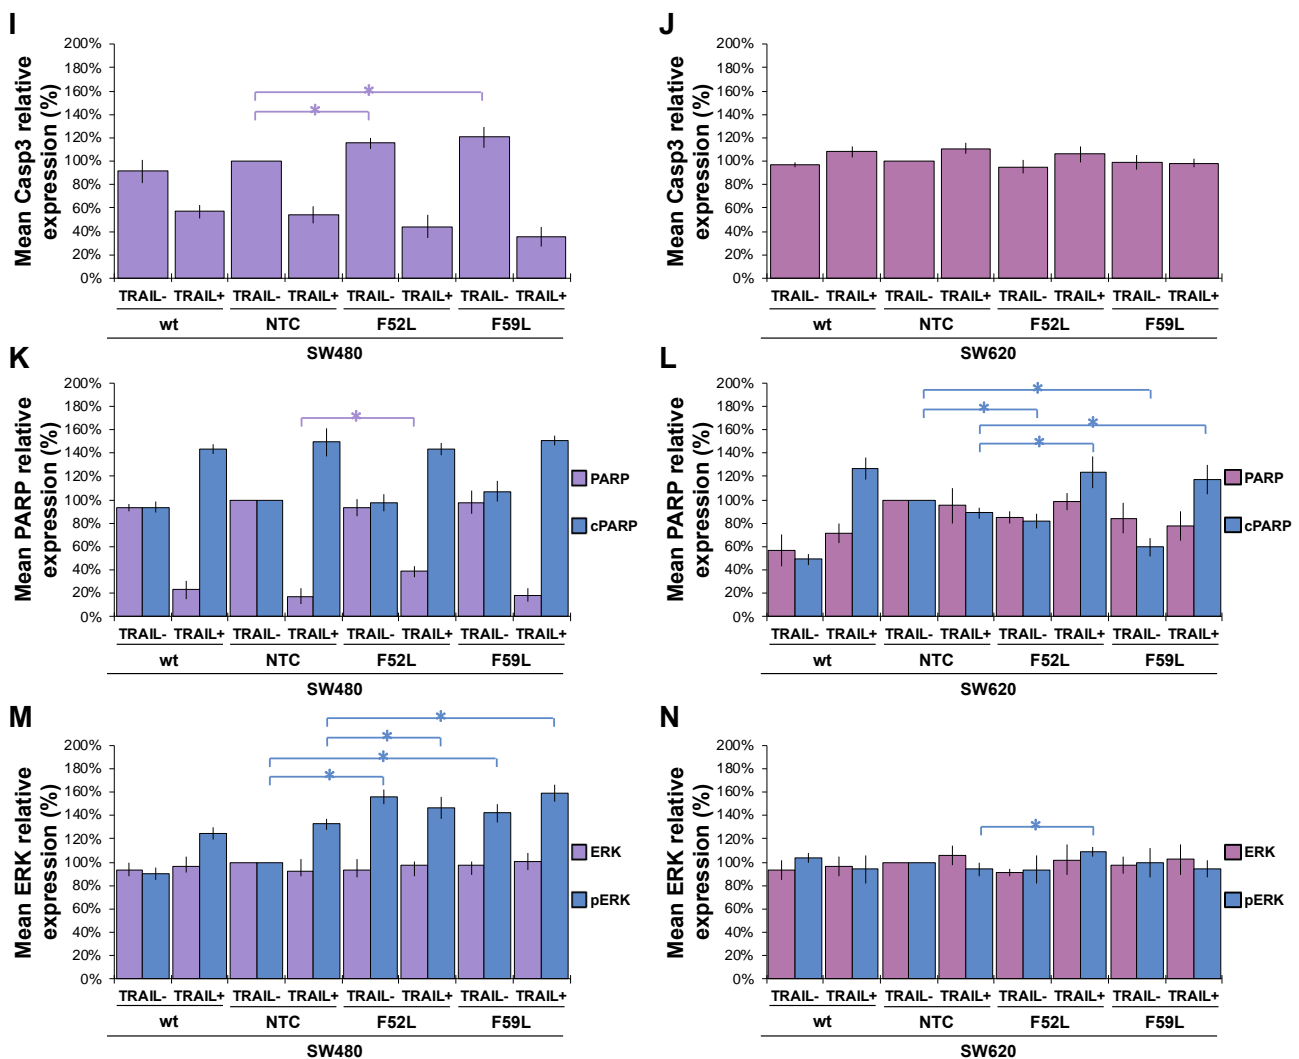 I
Mean Casp3 relative
expression (%)
200%
180%
160%
140%
120%
100%
80%
60%
40%
20%
0%
* *
TRAIL- TRAIL+ TRAIL- TRAIL+ TRAIL- TRAIL+ TRAIL- TRAIL+
wt NTC F52L F59L
SW480
J
Mean Casp3 relative
expression (%)
200%
180%
160%
140%
120%
100%
80%
60%
40%
20%
0%
TRAIL- TRAIL+ TRAIL- TRAIL+ TRAIL- TRAIL+ TRAIL- TRAIL+
wt NTC F52L F59L
SW620
K
Mean PARP relative
expression (%)
200%
180%
160%
140%
120%
100%
80%
60%
40%
20%
0%
*
PARP
cPARP
TRAIL- TRAIL+ TRAIL- TRAIL+ TRAIL- TRAIL+ TRAIL- TRAIL+
wt NTC F52L F59L
SW480
L
Mean PARP relative
expression (%)
200%
180%
160%
140%
120%
100%
80%
60%
40%
20%
0%
* * * *
PARP
cPARP
TRAIL- TRAIL+ TRAIL- TRAIL+ TRAIL- TRAIL+ TRAIL- TRAIL+
wt NTC F52L F59L
SW620
M
Mean ERK relative
expression (%)
200%
180%
160%
140%
120%
100%
80%
60%
40%
20%
0%
* * * *
ERK
pERK
TRAIL- TRAIL+ TRAIL- TRAIL+ TRAIL- TRAIL+ TRAIL- TRAIL+
wt NTC F52L F59L
SW480
N
Mean ERK relative
expression (%)
200%
180%
160%
140%
120%
100%
80%
60%
40%
20%
0%
*
ERK
pERK
TRAIL- TRAIL+ TRAIL- TRAIL+ TRAIL- TRAIL+ TRAIL- TRAIL+
wt NTC F52L F59L
SW620